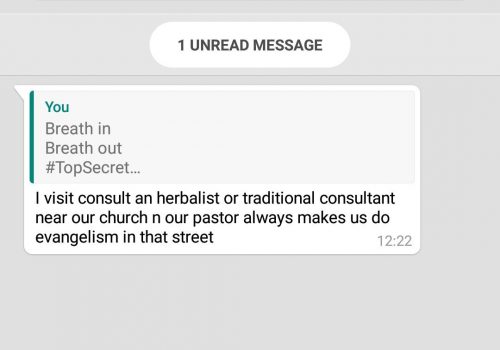 1 UNREAD MESSAGE
You
Breath in
Breath out
#TopSecret...
I visit consult an herbalist or traditional consultant
near our church n our pastor always makes us do
evangelism in that street
12:22